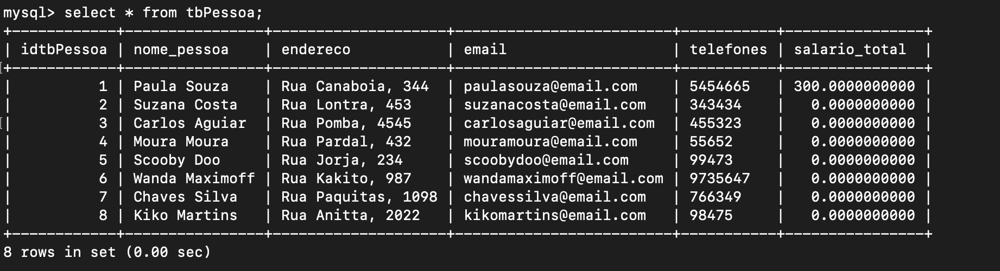 mysql> select * from tbPessoa;
+-------------+----------------+--------------------+-------------------------+-----------+----------------+
| idtbPessoa | nome_pessoa    | endereco           | email                   | telefones | salario_total  |
+-------------+----------------+--------------------+-------------------------+-----------+----------------+
|          1 | Paula Souza    | Rua Canaboia, 344  | paulasouza@email.com    | 5454665   | 300.0000000000 |
|          2 | Suzana Costa   | Rua Lontra, 453    | suzanacosta@email.com   | 343434    |   0.0000000000 |
|          3 | Carlos Aguiar  | Rua Pomba, 4545    | carlosaguiar@email.com  | 455323    |   0.0000000000 |
|          4 | Moura Moura    | Rua Pardal, 432    | mouramoura@email.com    | 55652     |   0.0000000000 |
|          5 | Scooby Doo     | Rua Jorja, 234     | scoobydoo@email.com     | 99473     |   0.0000000000 |
|          6 | Wanda Maximoff | Rua Kakito, 987    | wandamaximoff@email.com | 9735647   |   0.0000000000 |
|          7 | Chaves Silva   | Rua Paquitas, 1098 | chavessilva@email.com   | 766349    |   0.0000000000 |
|          8 | Kiko Martins   | Rua Anitta, 2022   | kikomartins@email.com   | 98475     |   0.0000000000 |
+-------------+----------------+--------------------+-------------------------+-----------+----------------+
8 rows in set (0.00 sec)